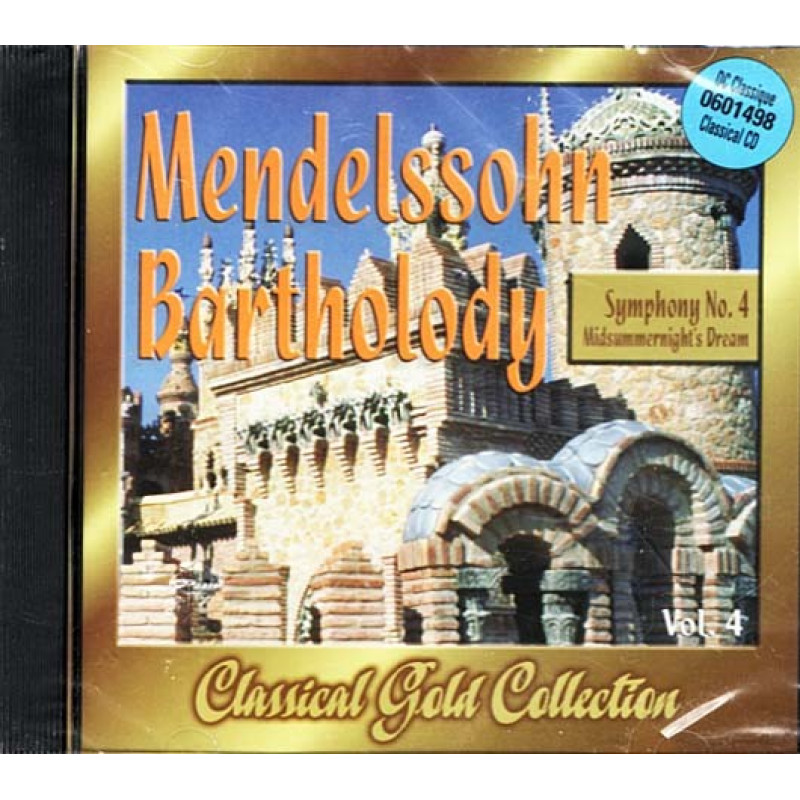 Mendelssohn
Bartholody
DC Classique
0601498
Classical CD
Symphony No. 4
Midsummernight's Dream
Vol. 4
Classical Gold Collection